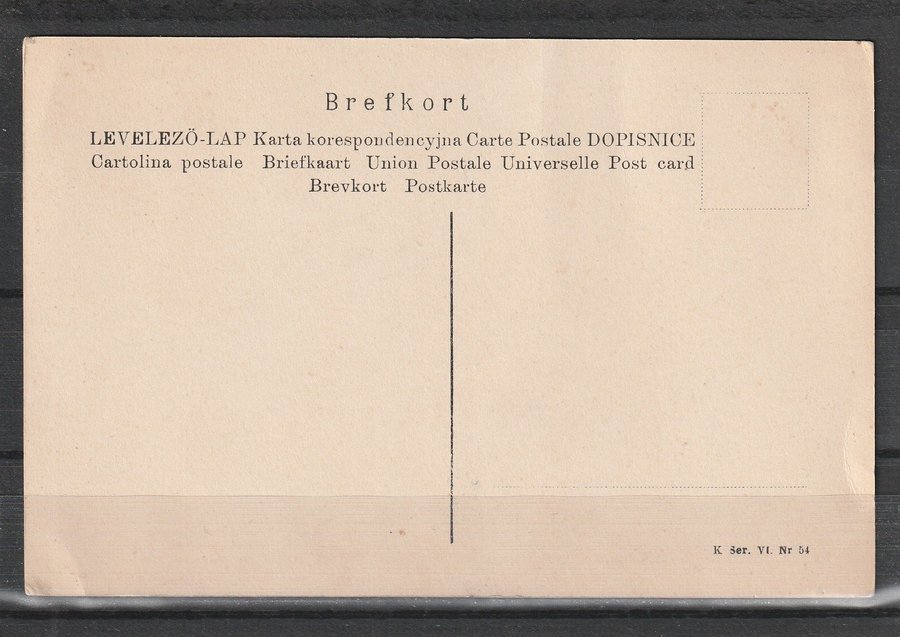 Brefkort
LEVELEZÖ-LAP Karta korespondencyjna Carte Postale DOPISNICE
Cartolina postale Briefkaart Union Postale Universelle Post card
Brevkort Postkarte
K Ser. VI. Nr 54